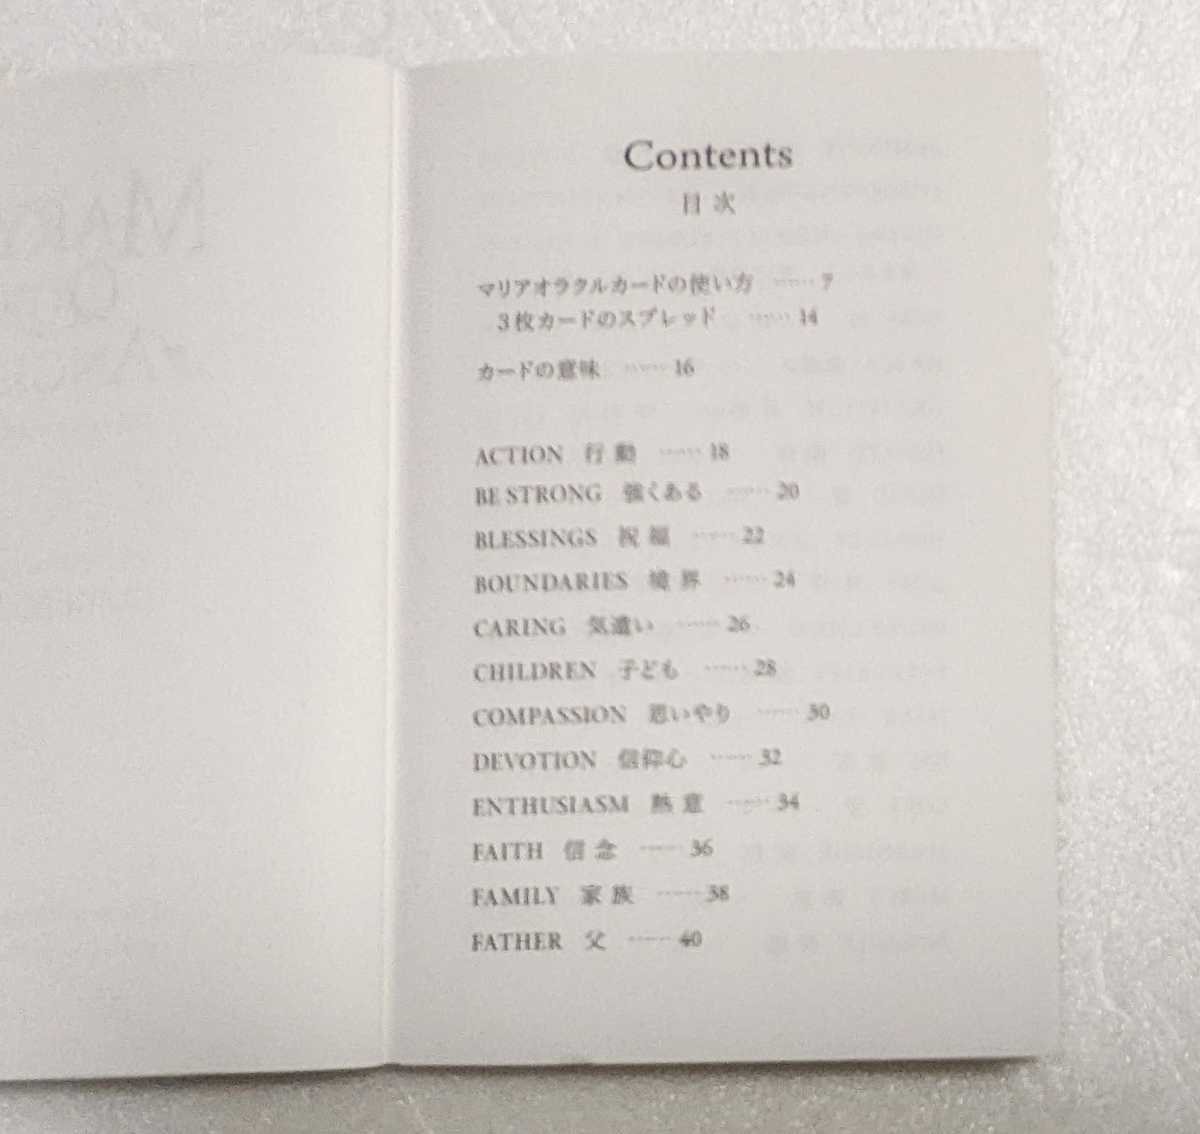 Contents
目次
マリアオラクルカードの使い方 …… 7
3枚カードのスプレッド …… 14
カードの意味 …… 16
ACTION 行動 …… 18
BE STRONG 強くある …… 20
BLESSINGS 祝福 …… 22
BOUNDARIES 境界 …… 24
CARING 気遣い …… 26
CHILDREN 子ども …… 28
COMPASSION 思いやり …… 30
DEVOTION 信仰心 …… 32
ENTHUSIASM 熱意 …… 34
FAITH 信念 …… 36
FAMILY 家族 …… 38
FATHER 父 …… 40